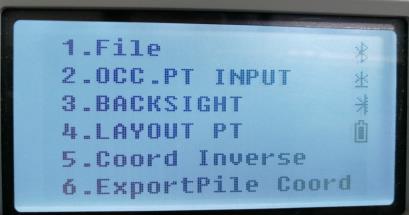 1.File
2.OCC.PT INPUT
3.BACKSIGHT
4.LAYOUT PT
5.Coord Inverse
6.ExportPile Coord